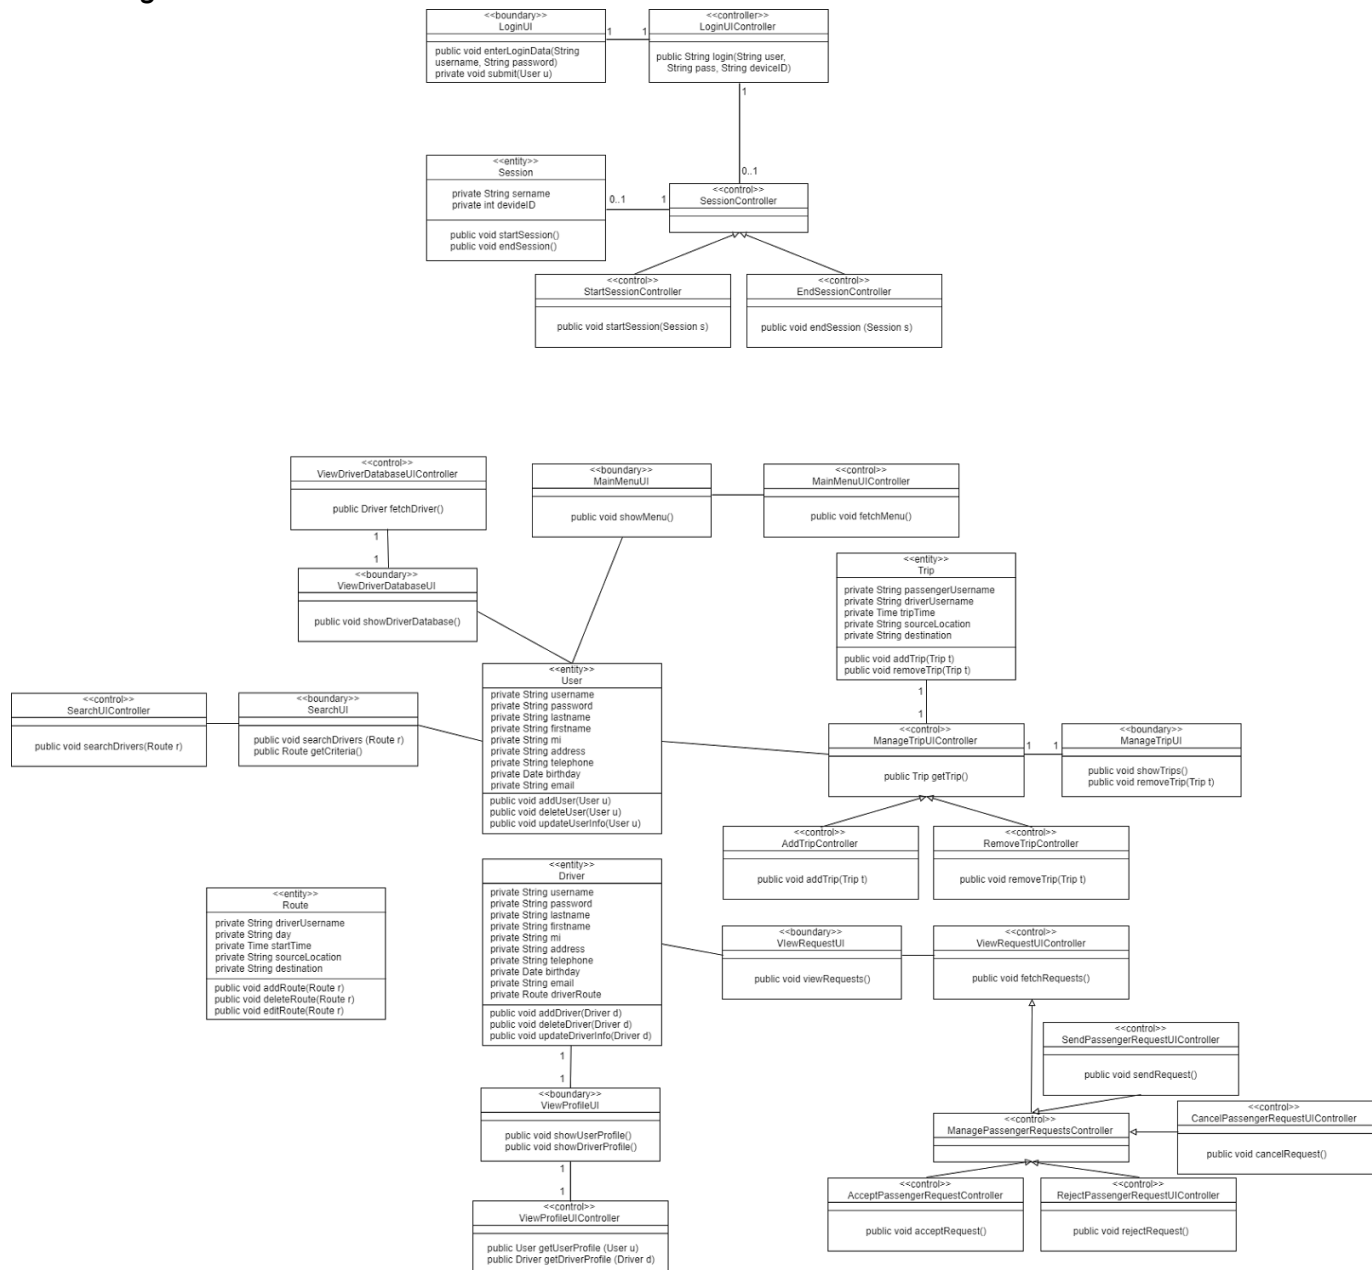 <<boundary>>
LoginUI
public void enterLoginData(String
username, String password)
private void submit(User u)
1
1
<<controller>>
LoginUIController
public String login(String user,
String pass, String deviceID)
1
0..1
<<entity>>
Session
private String sername
private int devideID
public void startSession()
public void endSession()
0..1
1
<<control>>
SessionController
<<control>>
StartSessionController
public void startSession(Session s)
<<control>>
EndSessionController
public void endSession (Session s)
<<control>>
ViewDriverDatabaseUIController
public Driver fetchDriver()
1
1
<<boundary>>
ViewDriverDatabaseUI
public void showDriverDatabase()
<<boundary>>
MainMenuUI
public void showMenu()
<<control>>
MainMenuUIController
public void fetchMenu()
<<entity>>
Trip
private String passengerUsername
private String driverUsername
private Time tripTime
private String sourceLocation
private String destination
public void addTrip(Trip t)
public void removeTrip(Trip t)
1
1
<<control>>
SearchUIController
public void searchDrivers(Route r)
<<boundary>>
SearchUI
public void searchDrivers (Route r)
public Route getCriteria()
<<entity>>
User
private String username
private String password
private String lastname
private String firstname
private String mi
private String address
private String telephone
private Date birthday
private String email
public void addUser(User u)
public void deleteUser(User u)
public void updateUserInfo(User u)
<<control>>
ManageTripUIController
public Trip getTrip()
1
1
<<boundary>>
ManageTripUI
public void showTrips()
public void removeTrip(Trip t)
<<control>>
AddTripController
public void addTrip(Trip t)
<<control>>
RemoveTripController
public void removeTrip(Trip t)
<<entity>>
Route
private String driverUsername
private String day
private Time startTime
private String sourceLocation
private String destination
public void addRoute(Route r)
public void deleteRoute(Route r)
public void editRoute(Route r)
<<entity>>
Driver
private String username
private String password
private String lastname
private String firstname
private String mi
private String address
private String telephone
private Date birthday
private String email
private Route driverRoute
public void addDriver(Driver d)
public void deleteDriver(Driver d)
public void updateDriverInfo(Driver d)
1
1
<<boundary>>
VIewRequestUI
public void viewRequests()
<<control>>
ViewRequestUIController
public void fetchRequests()
<<control>>
SendPassengerRequestUIController
public void sendRequest()
<<boundary>>
ViewProfileUI
public void showUserProfile()
public void showDriverProfile()
1
1
<<control>>
ManagePassengerRequestsController
<<control>>
CancelPassengerRequestUIController
public void cancelRequest()
<<control>>
AcceptPassengerRequestController
public void acceptRequest()
<<control>>
RejectPassengerRequestUIController
public void rejectRequest()
<<control>>
ViewProfileUIController
public User getUserProfile (User u)
public Driver getDriverProfile (Driver d)